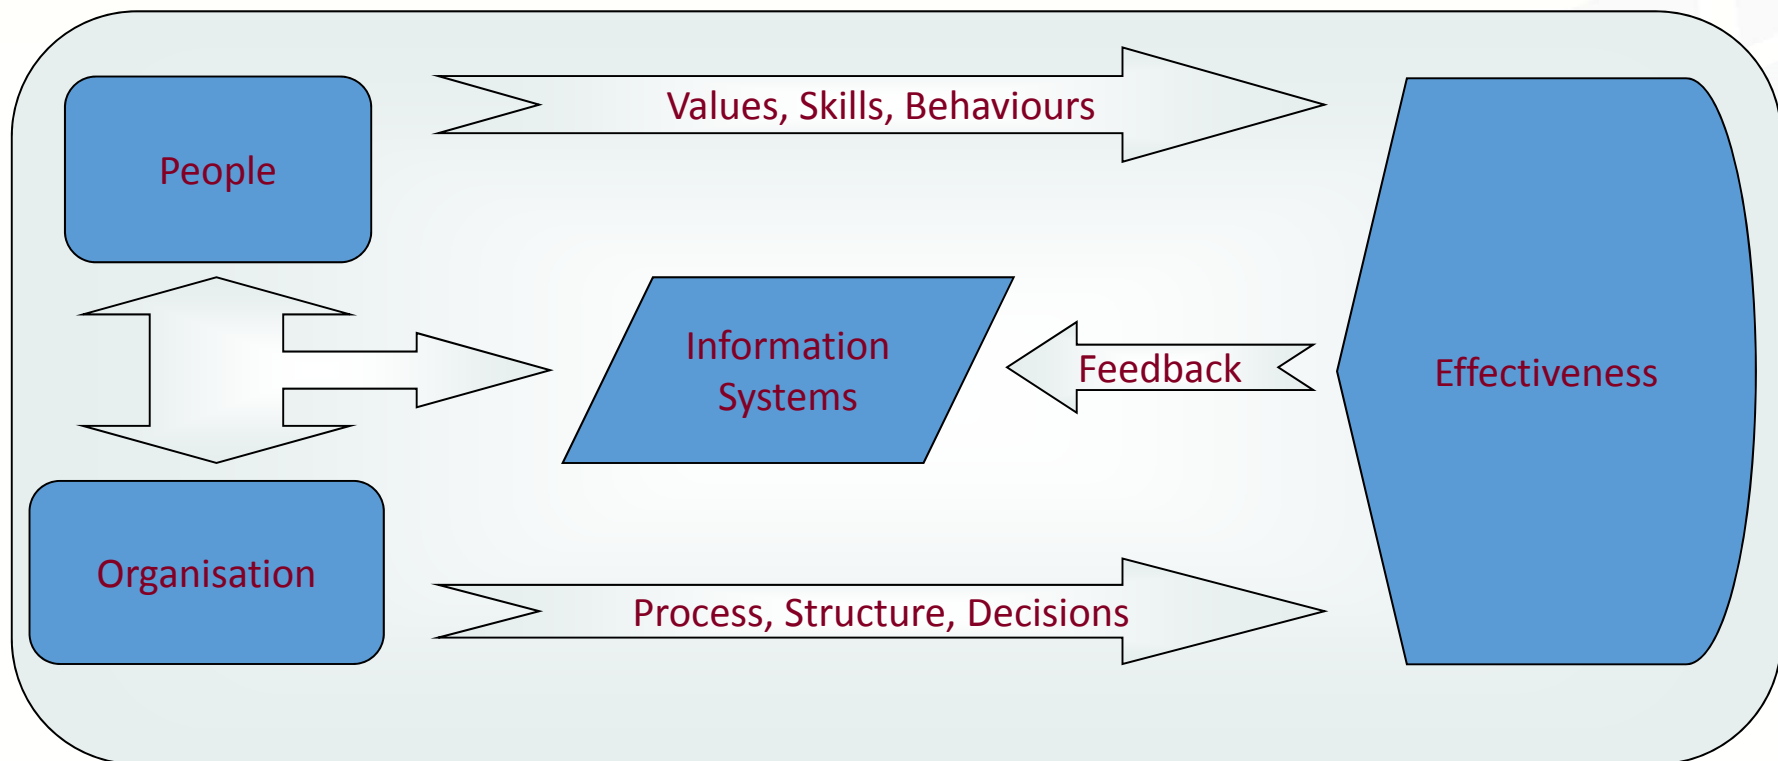 Values, Skills, Behaviours
People
Information
Systems
Feedback
Effectiveness
Organisation
Process, Structure, Decisions